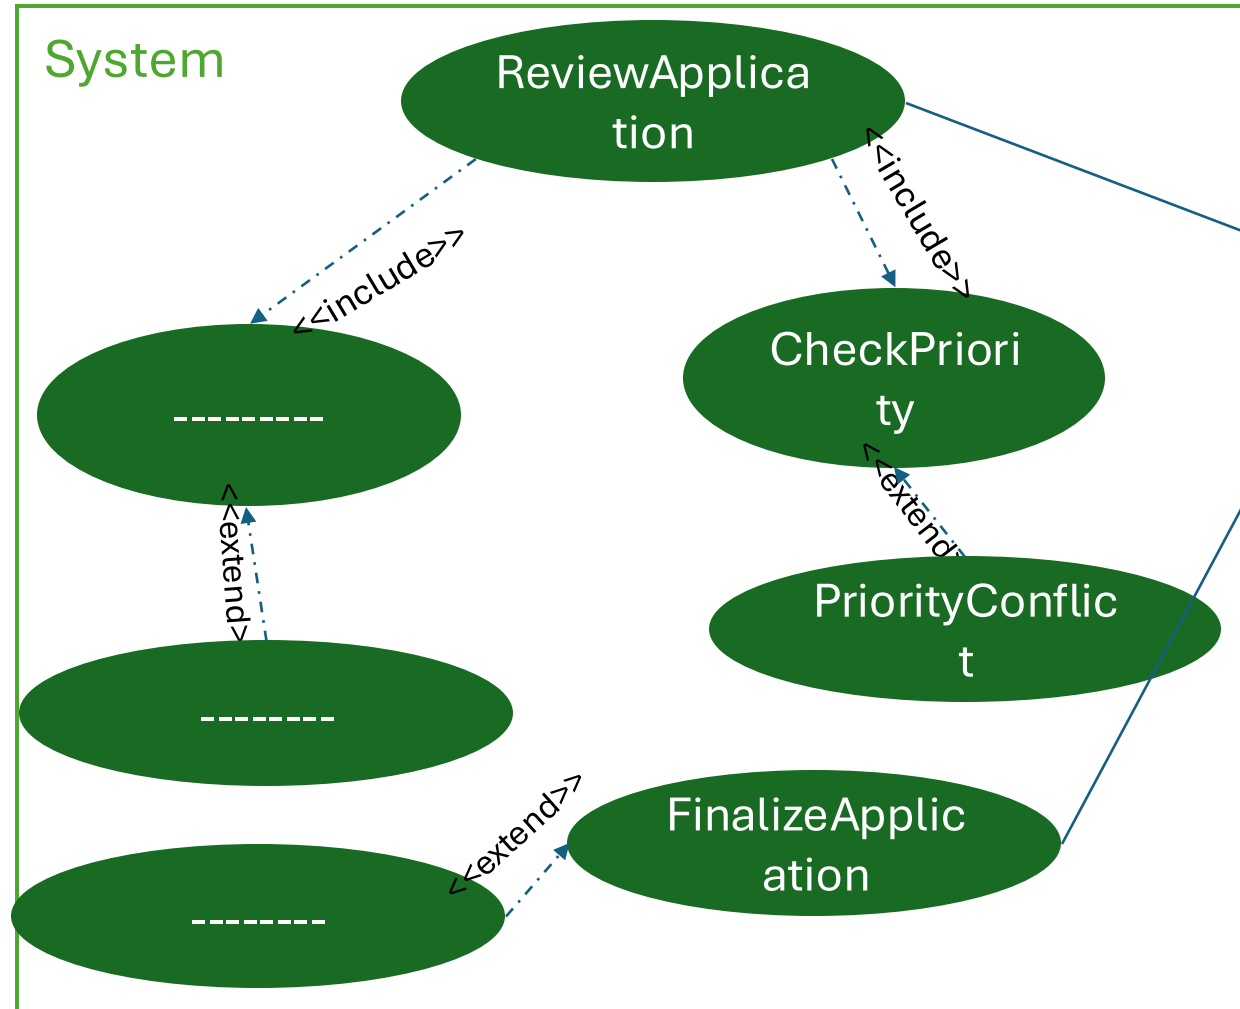 System
ReviewApplica
tion
<<include>>
<<include>>
---------
CheckPriori
ty
<<extend>
<<extend>
PriorityConflic
t
--------
<<extend>>
FinalizeApplic
ation
--------